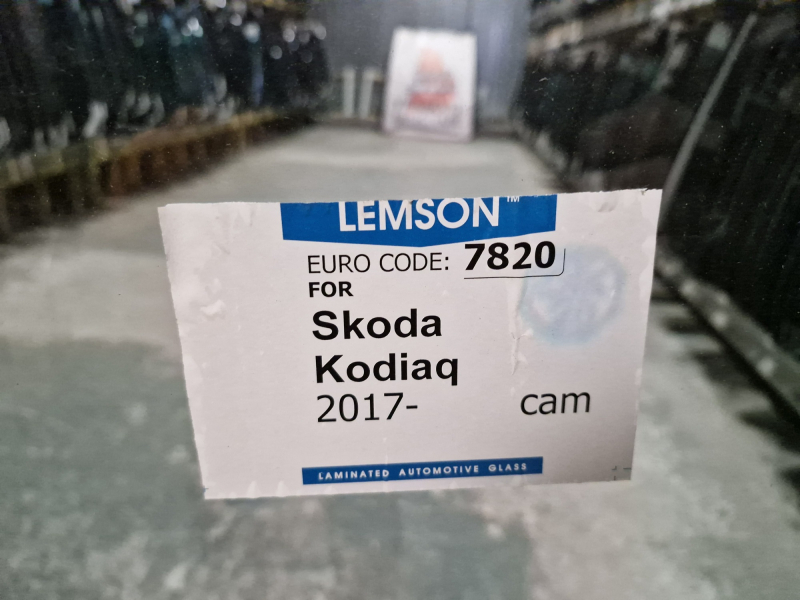 LEMSON™
EURO CODE: 7820
FOR
Skoda
Kodiaq
2017- cam
LAMINATED AUTOMOTIVE GLASS